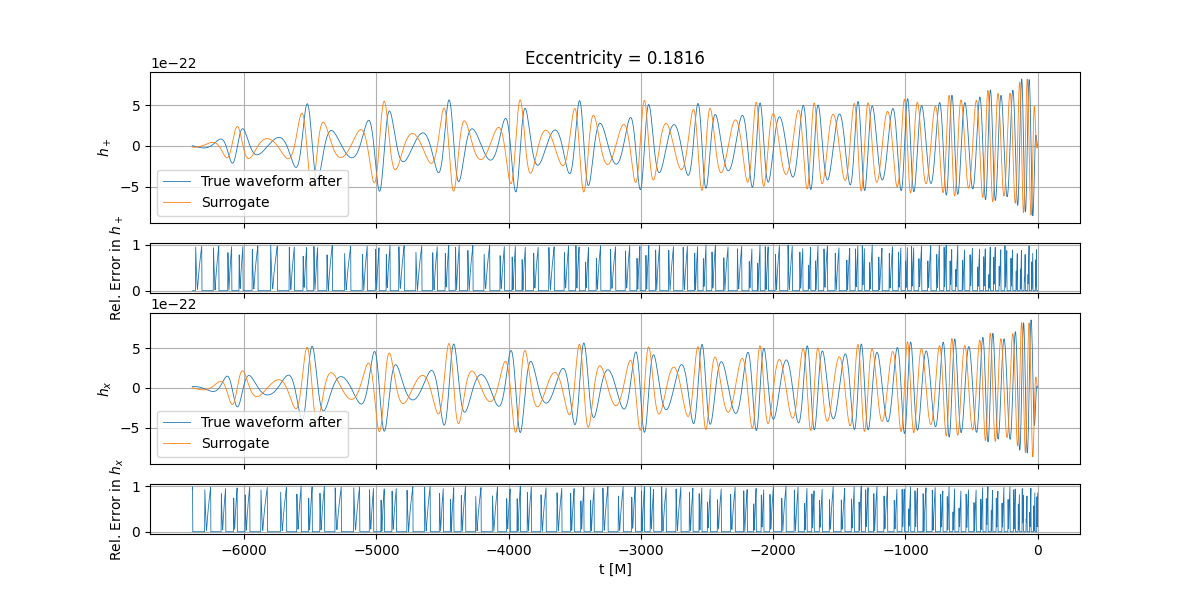 Eccentricity = 0.1816
1e−22
5
0
−5
h+
True waveform after
Surrogate
1
0
Rel. Error in h+
1e−22
5
0
−5
hx
True waveform after
Surrogate
1
0
Rel. Error in hx
−6000 −5000 −4000 −3000 −2000 −1000 0
t [M]